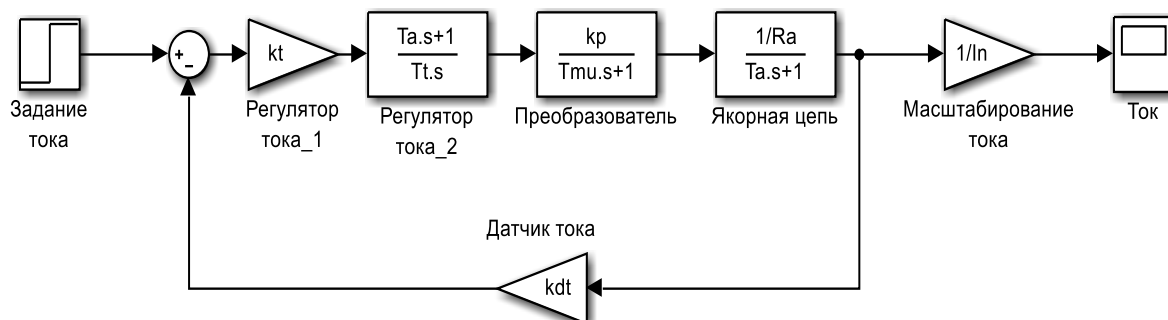 +
−
kt
Ta.s+1
Tt.s
kp
Tmu.s+1
1/Ra
Ta.s+1
1/In
Задание
тока
Регулятор
тока_1
Регулятор
тока_2
Преобразователь
Якорная цепь
Масштабирование
тока
Ток
Датчик тока
kdt